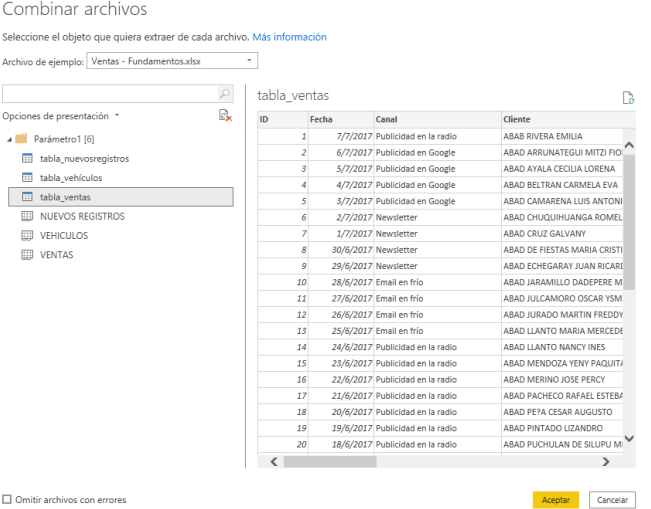 Combinar archivos
Seleccione el objeto que quiera extraer de cada archivo. Más información
Archivo de ejemplo: Ventas - Fundamentos.xlsx
Opciones de presentación
Parámetro1 [6]
tabla_nuevosregistros
tabla_vehículos
tabla_ventas
NUEVOS REGISTROS
VEHICULOS
VENTAS
tabla_ventas
ID Fecha Canal Cliente
1 7/7/2017 Publicidad en la radio ABAB RIVERA EMILIA
2 6/7/2017 Publicidad en Google ABAD ARRUNATEGUI MITZI FIO
3 5/7/2017 Publicidad en Google ABAD AYALA CECILIA LORENA
4 4/7/2017 Publicidad en Google ABAD BELTRAN CARMELA EVA
5 3/7/2017 Publicidad en Google ABAD CAMARENA LUIS ANTONI
6 2/7/2017 Newsletter ABAD CHUQUIHUANGA ROMEL
7 1/7/2017 Newsletter ABAD CRUZ GALVANY
8 30/6/2017 Newsletter ABAD DE FIESTAS MARIA CRISTI
9 29/6/2017 Newsletter ABAD ECHEGARAY JUAN RICARD
10 28/6/2017 Email en frío ABAD JARAMILLO DADEPERE M
11 27/6/2017 Email en frío ABAD JULCAMORO OSCAR YSM
12 26/6/2017 Email en frío ABAD JURADO MARTIN FREDDY
13 25/6/2017 Email en frío ABAD LLANTO MARIA MERCEDE
14 24/6/2017 Publicidad en la radio ABAD LLANTO NANCY INES
15 23/6/2017 Publicidad en la radio ABAD MENDOZA YENY PAQUITA
16 22/6/2017 Publicidad en la radio ABAD MERINO JOSE PERCY
17 21/6/2017 Publicidad en la radio ABAD PACHECO RAFAEL ESTEBA
18 20/6/2017 Publicidad en la radio ABAD PE?A CESAR AUGUSTO
19 19/6/2017 Publicidad en la radio ABAD PINTADO LIZANDRO
20 18/6/2017 Publicidad en la radio ABAD PUCHULAN DE SILUPU M
Omitir archivos con errores
Aceptar Cancelar